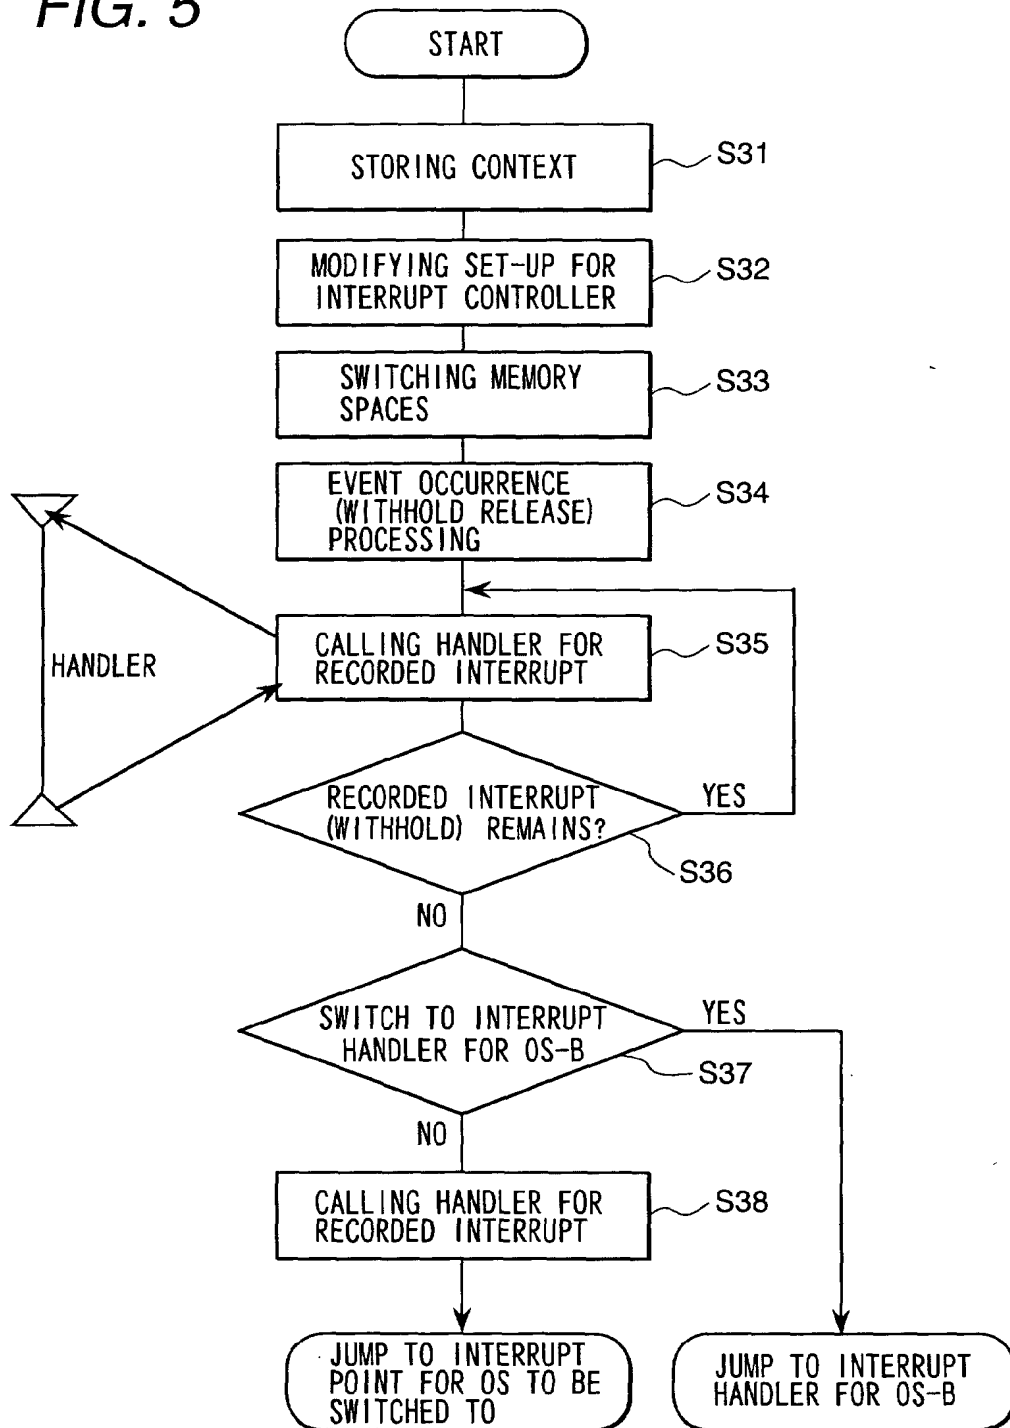 FIG. 5
START
STORING CONTEXT
S31
MODIFYING SET-UP FOR
INTERRUPT CONTROLLER
S32
SWITCHING MEMORY
SPACES
S33
EVENT OCCURRENCE
(WITHHOLD RELEASE)
PROCESSING
S34
HANDLER
CALLING HANDLER FOR
RECORDED INTERRUPT
S35
RECORDED INTERRUPT
(WITHHOLD) REMAINS?
YES
S36
NO
SWITCH TO INTERRUPT
HANDLER FOR OS-B
YES
S37
NO
CALLING HANDLER FOR
RECORDED INTERRUPT
S38
JUMP TO INTERRUPT
POINT FOR OS TO BE
SWITCHED TO
JUMP TO INTERRUPT
HANDLER FOR OS-B